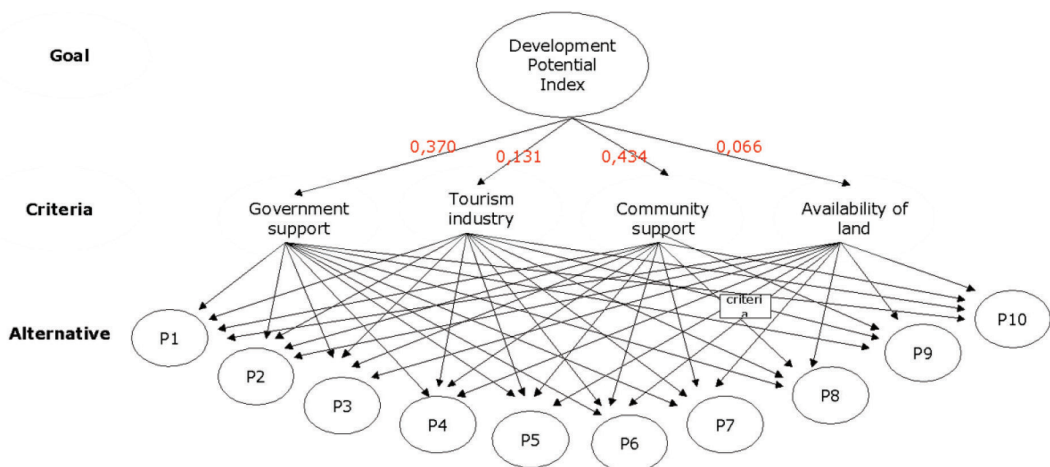 Goal
Development
Potential
Index
0,370
0,131
0,434
0,066
Criteria
Government
support
Tourism
industry
Community
support
Availability of
land
criteri
a
Alternative
P1
P2
P3
P4
P5
P6
P7
P8
P9
P10